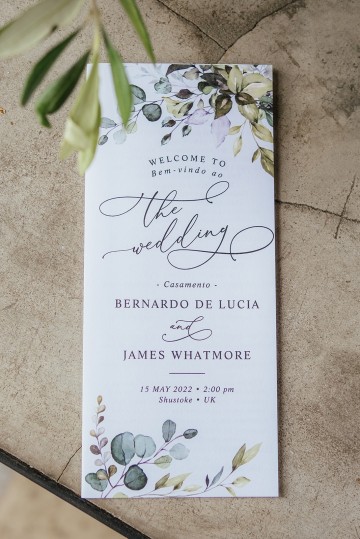 WELCOME TO
Bem-vindo ao
the
wedding
- Casamento -
BERNARDO DE LUCIA
and
JAMES WHATMORE
15 MAY 2022 • 2:00 pm
Shustoke • UK